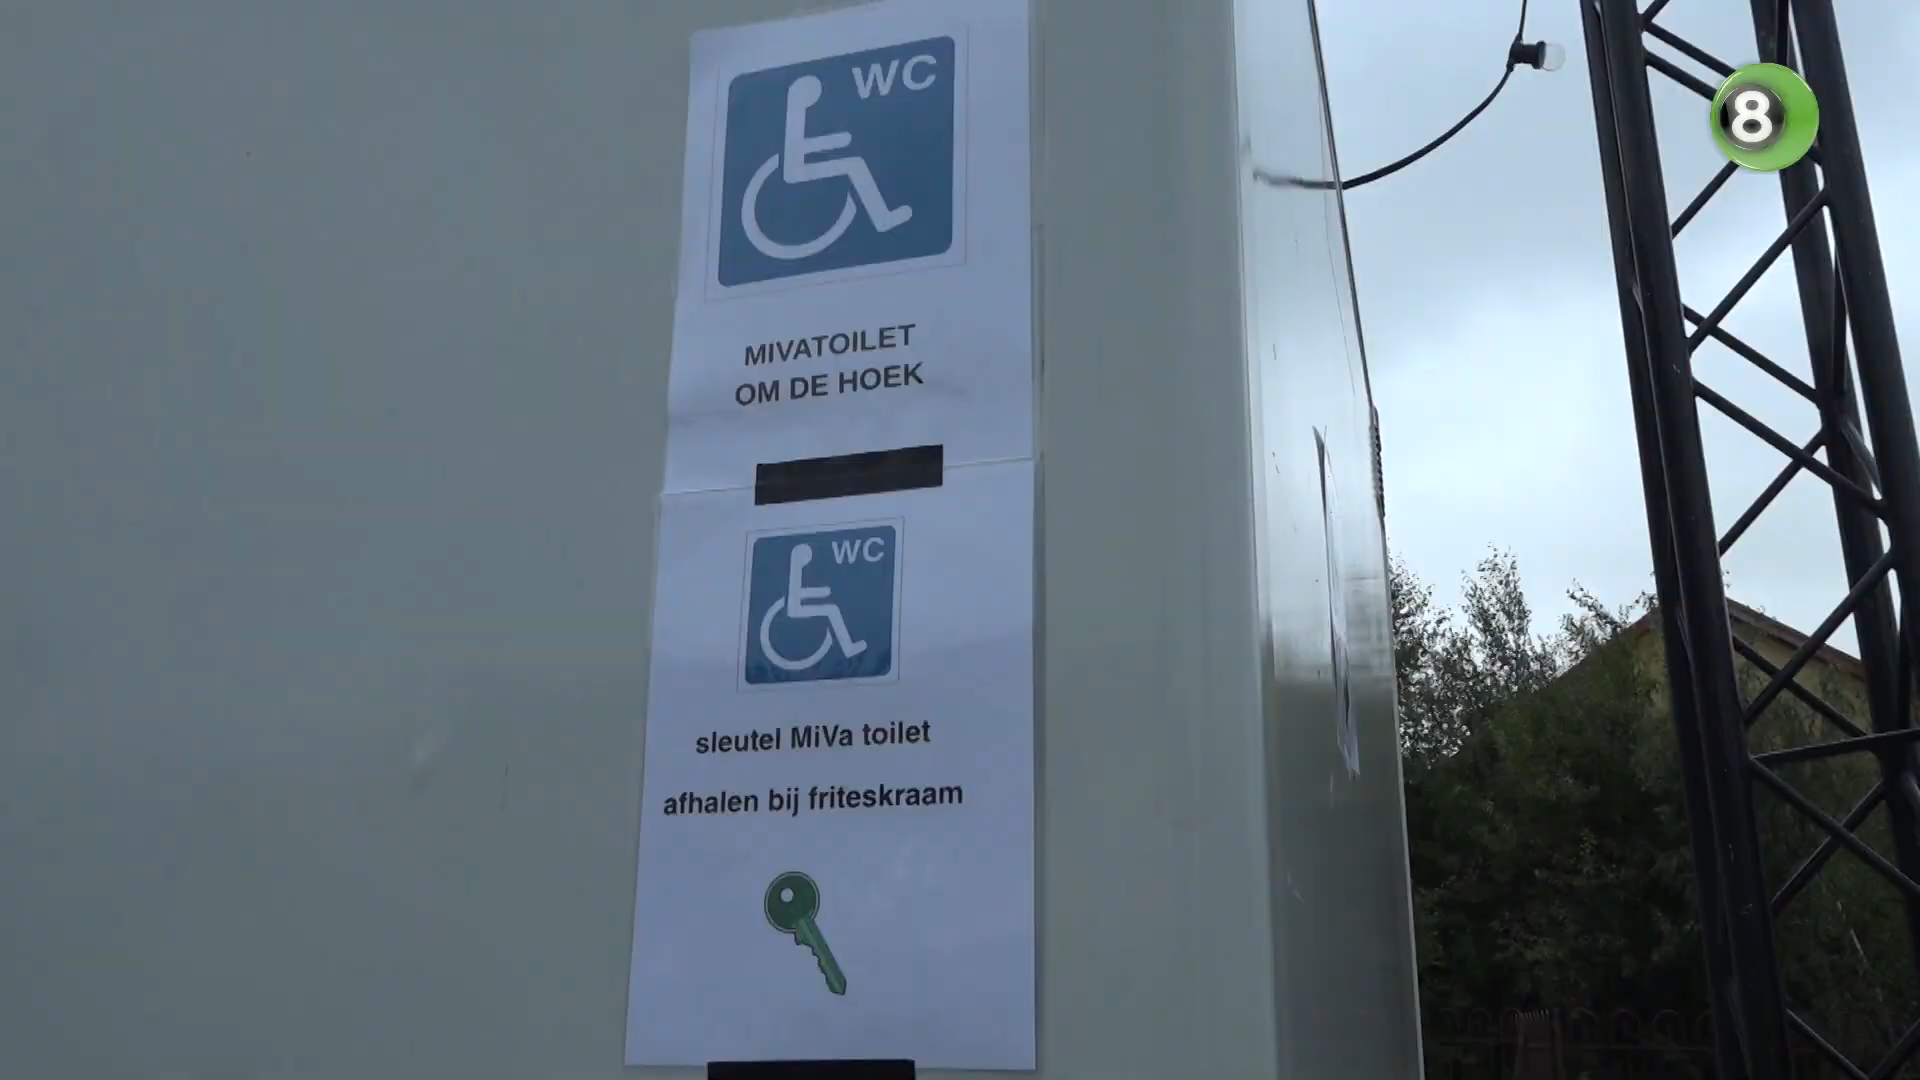 WC
MIVATOILET
OM DE HOEK
WC
sleutel MiVa toilet
afhalen bij friteskraam
8